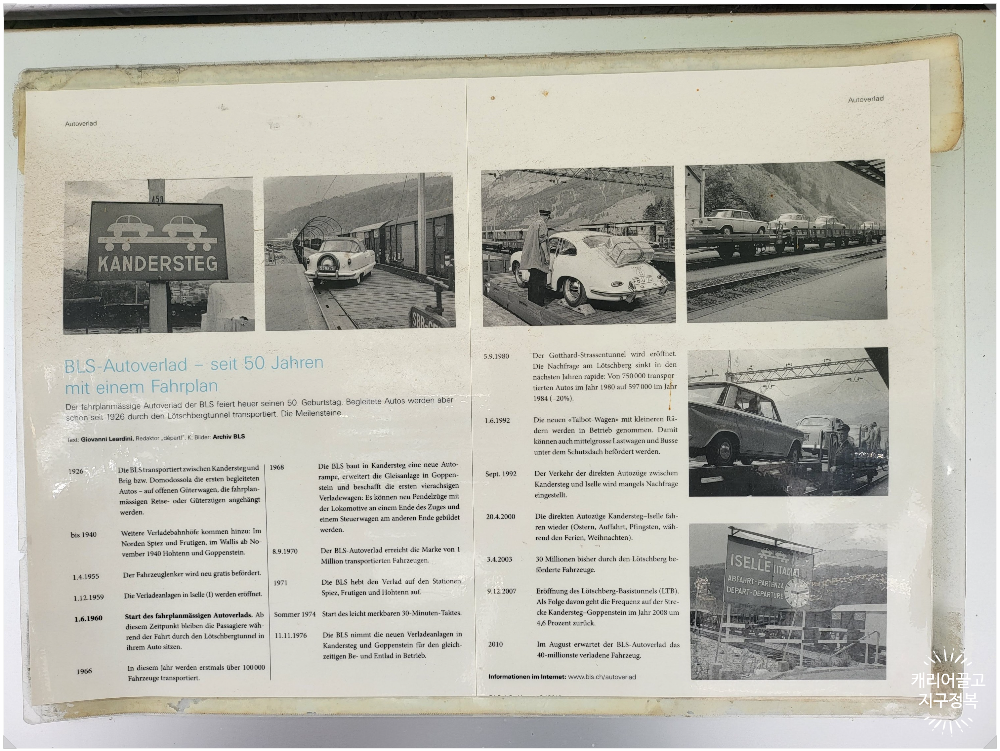 Autoverlad
Autoverlad
450
KANDERSTEG
ISELLE (ITALIA)
ABFAHRT-PARTENZA
DEPART-DEPARTURE
BLS-Autoverlad – seit 50 Jahren
mit einem Fahrplan
Der fahrplanmässige Autoverlad der BLS feiert heuer seinen 50. Geburtstag. Begleitete Autos werden aber
schon seit 1926 durch den Lötschbergtunnel transportiert. Die Meilensteine.
Text: Giovanni Leardini, Redaktor „départ“, K; Bilder: Archiv BLS
1926 Die BLS transportiert zwischen Kandersteg und
Brig bzw. Domodossola die ersten begleiteten
Autos – auf offenen Güterwagen, die fahrplan-
mässigen Reise- oder Güterzügen angehängt
werden.
bis 1940 Weitere Verladebahnhöfe kommen hinzu: Im
Norden Spiez und Frutigen, im Wallis ab No-
vember 1940 Hohtenn und Goppenstein.
1.4.1955 Der Fahrzeuglenker wird neu gratis befördert.
1.12.1959 Die Verladeanlagen in Iselle (I) werden eröffnet.
1.6.1960 Start des fahrplanmässigen Autoverlads. Ab
diesem Zeitpunkt bleiben die Passagiere wäh-
rend der Fahrt durch den Lötschbergtunnel in
ihrem Auto sitzen.
1966 In diesem Jahr werden erstmals über 100 000
Fahrzeuge transportiert.
1968 Die BLS baut in Kandersteg eine neue Auto-
rampe, erweitert die Gleisanlage in Goppen-
stein und beschafft die ersten vierachsigen
Verladewagen: Es können neu Pendelzüge mit
der Lokomotive an einem Ende des Zuges und
einem Steuerwagen am anderen Ende gebildet
werden.
8.9.1970 Der BLS-Autoverlad erreicht die Marke von 1
Million transportierten Fahrzeugen.
1971 Die BLS hebt den Verlad auf den Stationen
Spiez, Frutigen und Hohtenn auf.
Sommer 1974 Start des leicht merkbaren 30-Minuten-Taktes.
11.11.1976 Die BLS nimmt die neuen Verladeanlagen in
Kandersteg und Goppenstein für den gleich-
zeitigen Be- und Entlad in Betrieb.
5.9.1980 Der Gotthard-Strassentunnel wird eröffnet.
Die Nachfrage am Lötschberg sinkt in den
nächsten Jahren rapide: Von 750 000 transpor-
tierten Autos im Jahr 1980 auf 597 000 im Jahr
1984 (–20%).
1.6.1992 Die neuen «Talbot-Wagen» mit kleineren Rä-
dern werden in Betrieb genommen. Damit
können auch mittelgrosse Lastwagen und Busse
unter dem Schutzdach befördert werden.
Sept. 1992 Der Verkehr der direkten Autozüge zwischen
Kandersteg und Iselle wird mangels Nachfrage
eingestellt.
20.4.2000 Die direkten Autozüge Kandersteg–Iselle fah-
ren wieder (Ostern, Auffahrt, Pfingsten, wäh-
rend den Ferien, Weihnachten).
3.4.2003 30 Millionen bisher durch den Lötschberg be-
förderte Fahrzeuge.
9.12.2007 Eröffnung des Lötschberg-Basistunnels (LTB).
Als Folge davon geht die Frequenz auf der Stre-
cke Kandersteg–Goppenstein im Jahr 2008 um
4,6 Prozent zurück.
2010 Im August erwartet der BLS-Autoverlad das
40-millionste verladene Fahrzeug.
Informationen im Internet: www.bls.ch/autoverlad
캐리어끌고
지구정복